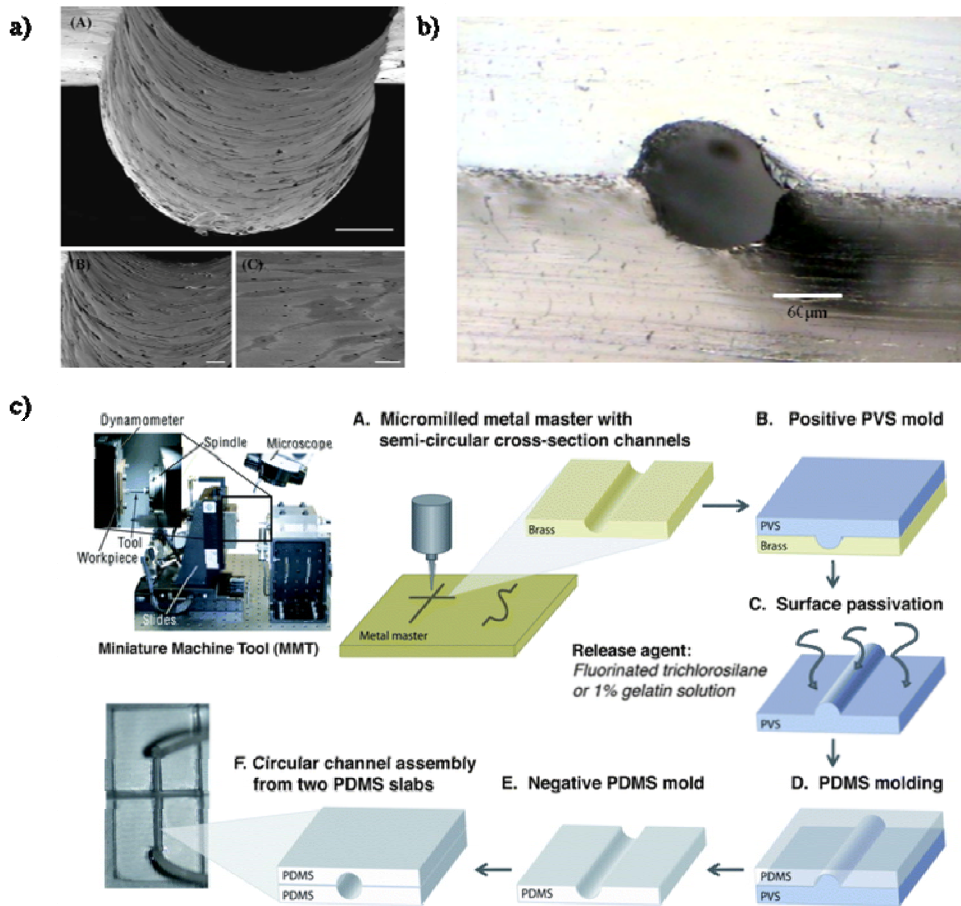 a)
(A)
(B)
(C)
b)
60µm
c)
Dynamometer
Spindle
Microscope
Tool
Workpiece
Slides
Miniature Machine Tool (MMT)
A. Micromilled metal master with
semi-circular cross-section channels
Brass
Metal master
B. Positive PVS mold
PVS
Brass
C. Surface passivation
Release agent:
Fluorinated trichlorosilane
or 1% gelatin solution
PVS
D. PDMS molding
PDMS
PVS
E. Negative PDMS mold
PDMS
F. Circular channel assembly
from two PDMS slabs
PDMS
PDMS